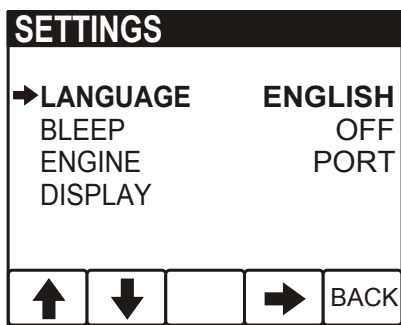 SETTINGS
LANGUAGE ENGLISH
BLEEP OFF
ENGINE PORT
DISPLAY
BACK